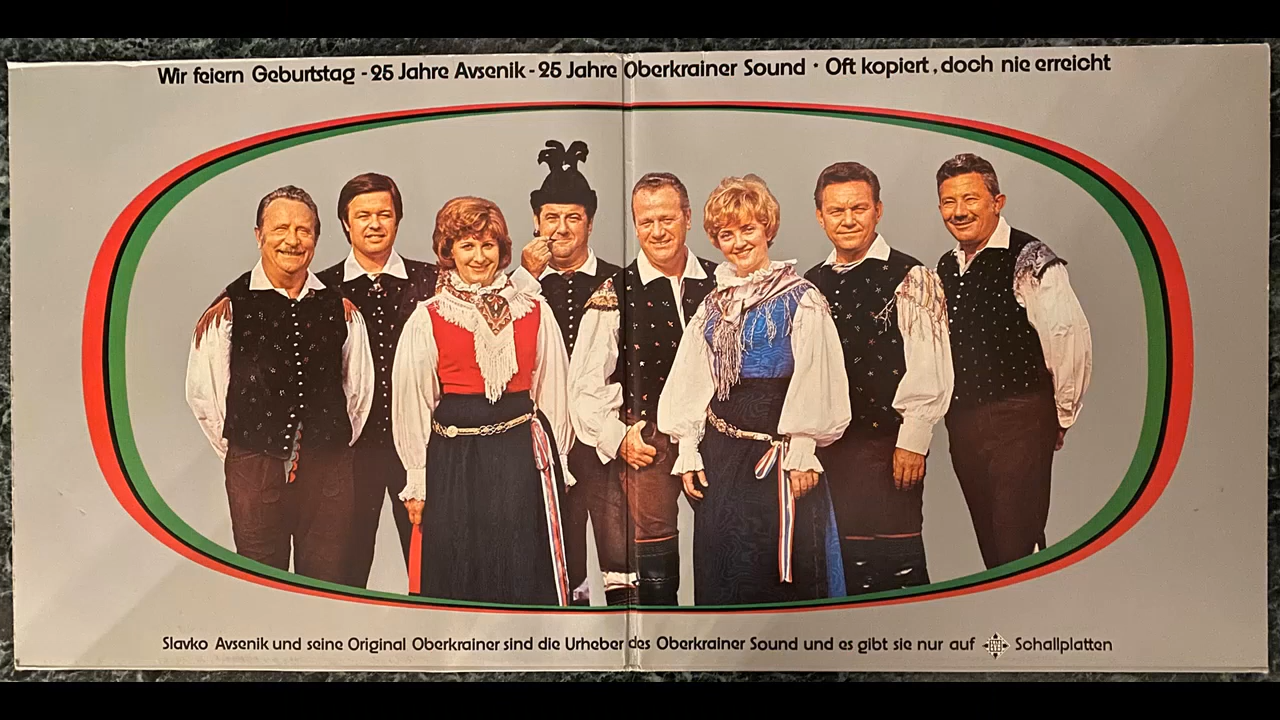 Wir feiern Geburtstag - 25 Jahre Avsenik - 25 Jahre Oberkrainer Sound · Oft kopiert, doch nie erreicht
Slavko Avsenik und seine Original Oberkrainer sind die Urheber des Oberkrainer Sound und es gibt sie nur auf Schallplatten